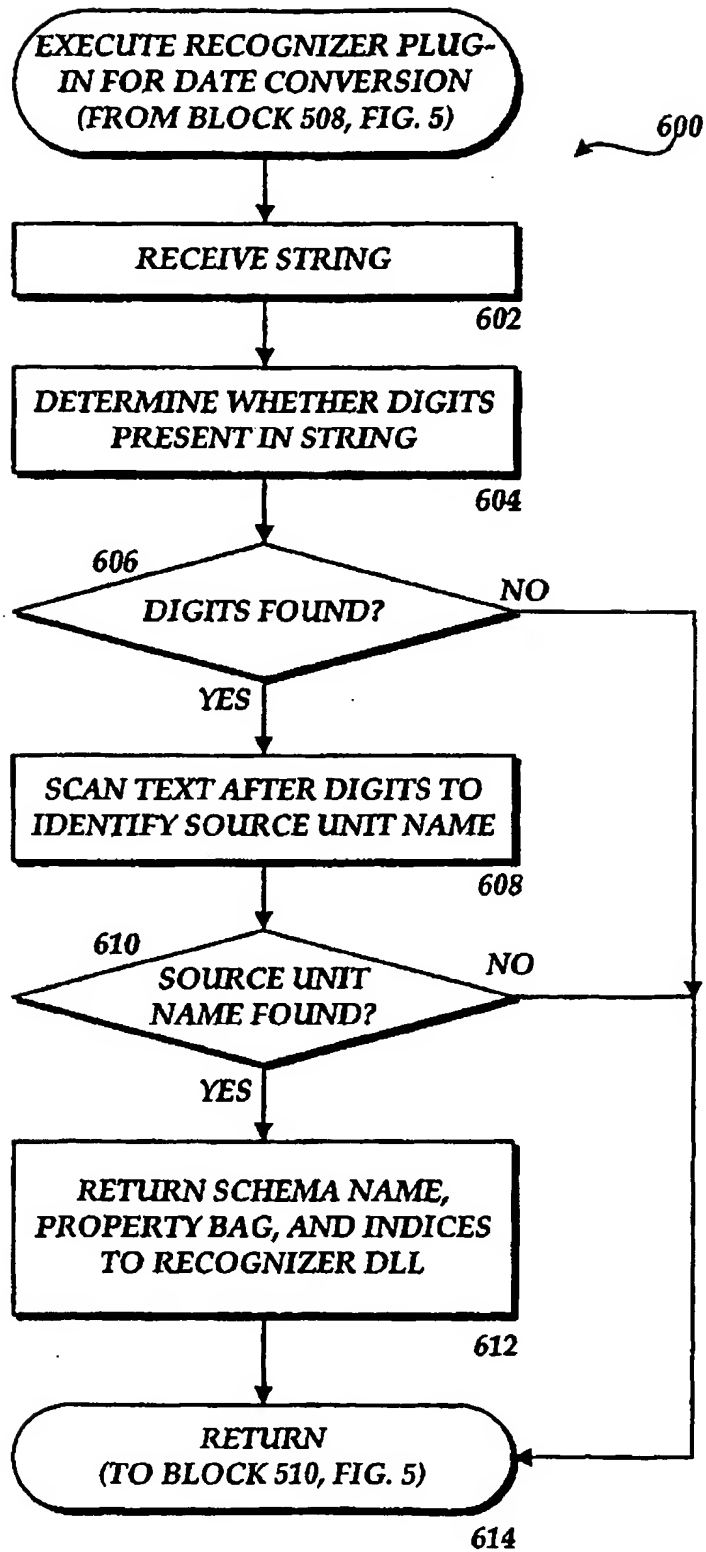 EXECUTE RECOGNIZER PLUG-
IN FOR DATE CONVERSION
(FROM BLOCK 508, FIG. 5)
600
RECEIVE STRING
602
DETERMINE WHETHER DIGITS
PRESENT IN STRING
604
606
DIGITS FOUND?
NO
YES
SCAN TEXT AFTER DIGITS TO
IDENTIFY SOURCE UNIT NAME
608
610
SOURCE UNIT
NAME FOUND?
NO
YES
RETURN SCHEMA NAME,
PROPERTY BAG, AND INDICES
TO RECOGNIZER DLL
612
RETURN
(TO BLOCK 510, FIG. 5)
614